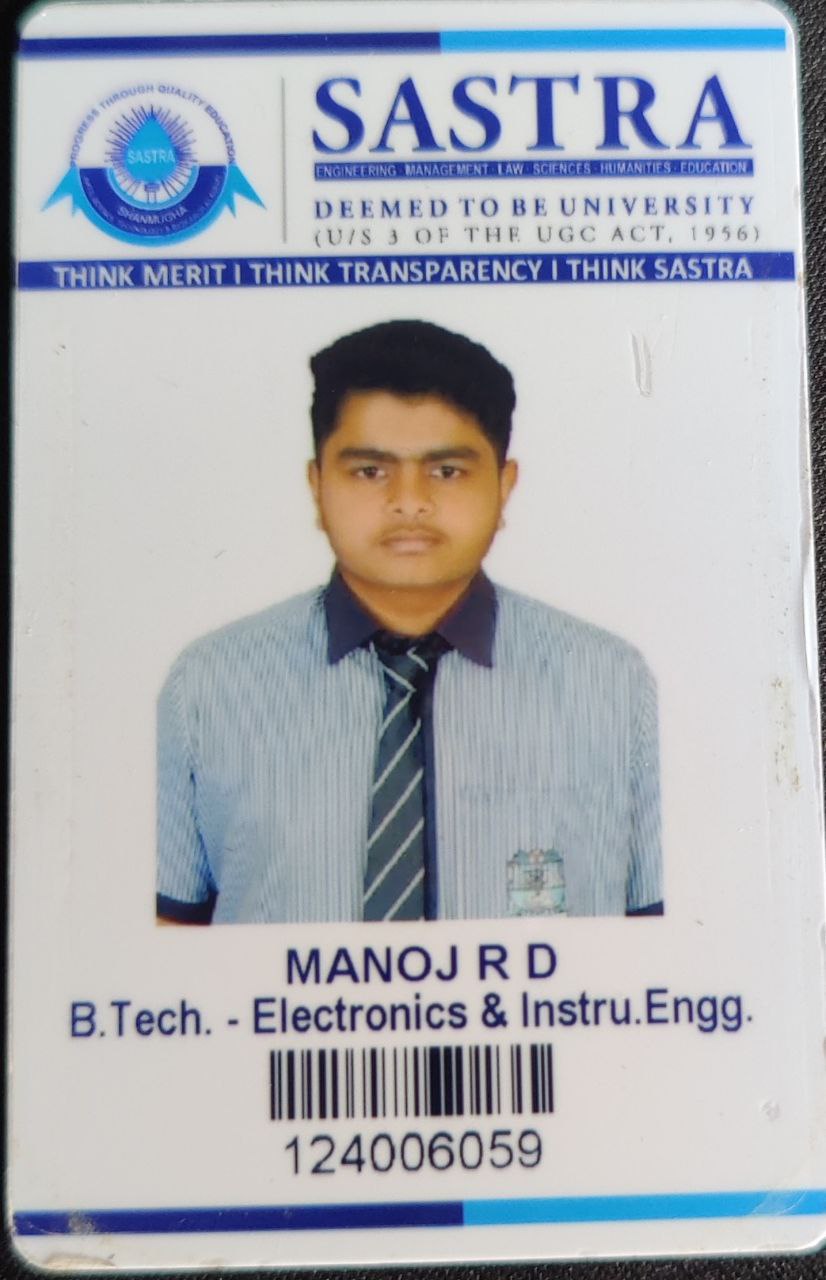 PROGRESS THROUGH QUALITY EDUCATION
SASTRA
SHANMUGHA
SASTRA
ENGINEERING · MANAGEMENT · LAW · SCIENCES · HUMANITIES · EDUCATION
DEEMED TO BE UNIVERSITY
(U/S 3 OF THE UGC ACT, 1956)
THINK MERIT I THINK TRANSPARENCY I THINK SASTRA
MANOJ R D
B.Tech. - Electronics & Instru.Engg.
124006059